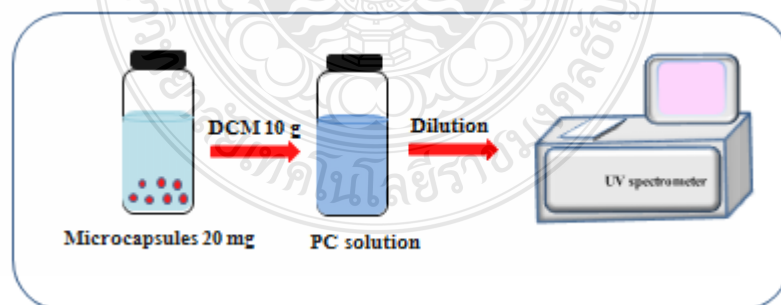 DCM 10 g
Dilution
UV spectrometer
Microcapsules 20 mg
PC solution